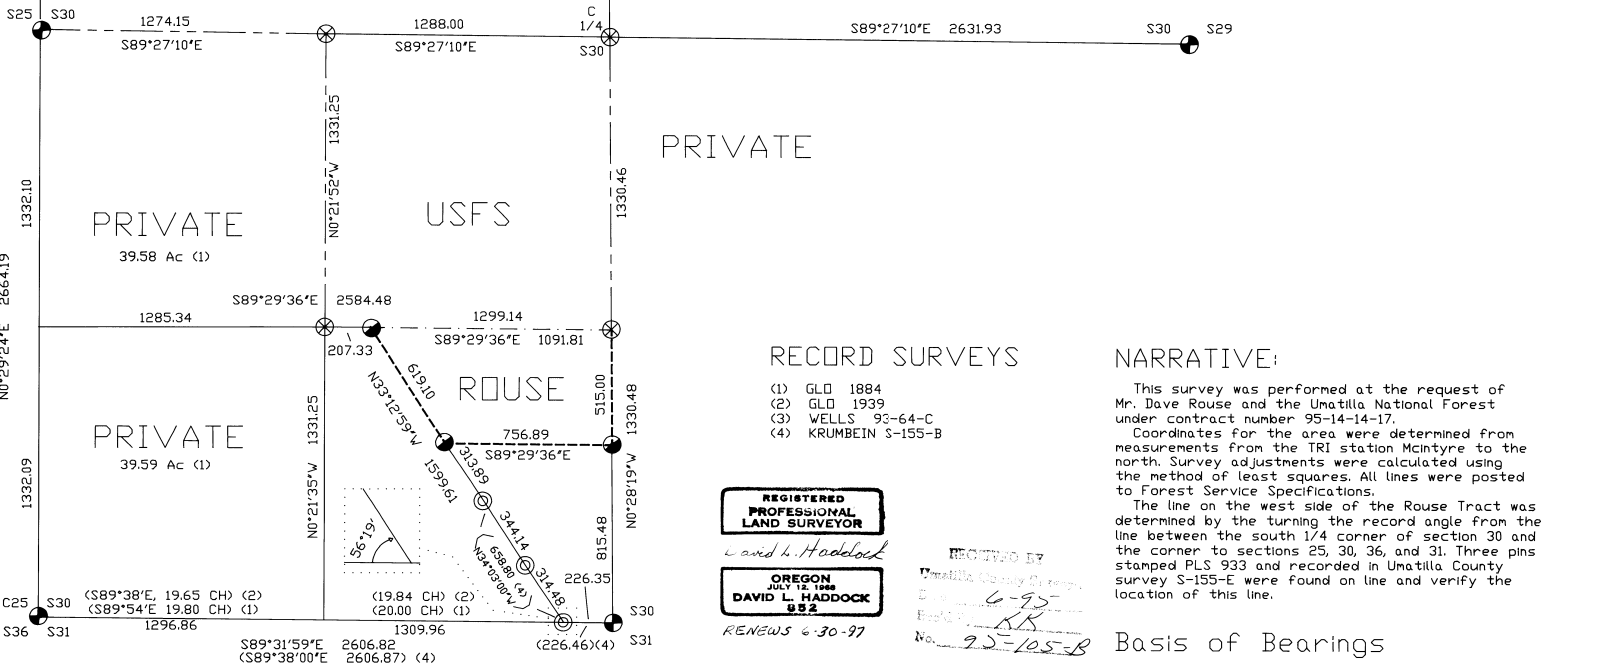 S25 S30
1274.15
S89°27'10"E
1288.00
S89°27'10"E
C
1/4
S30
S89°27'10"E 2631.93
S30 S29
1332.10
N0°21'52"W 1331.25
1330.46
PRIVATE
PRIVATE
39.58 Ac (1)
USFS
N0°29'24"E 2664.19
S89°29'36"E 2584.48
1285.34
1299.14
S89°29'36"E 1091.81
207.33
619.10
N33°12'59"W 1599.61
ROUSE
515.00
N0°28'19"W 1330.48
756.89
S89°29'36"E
PRIVATE
39.59 Ac (1)
1332.09
N0°21'35"W 1331.25
313.89
344.14
314.48
658.80 (4)
(N34°03'00"W)
815.48
56°19'
226.35
C25 S30
S36 S31
(S89°38'E, 19.65 CH) (2)
(S89°54'E 19.80 CH) (1)
1296.86
(19.84 CH) (2)
(20.00 CH) (1)
1309.96
S89°31'59"E 2606.82
(S89°38'00"E 2606.87) (4)
(226.46)(4)
S30
S31
RECORD SURVEYS
(1) GLO 1884
(2) GLO 1939
(3) WELLS 93-64-C
(4) KRUMBEIN S-155-B
REGISTERED
PROFESSIONAL
LAND SURVEYOR
David L. Haddock
OREGON
JULY 12, 1968
DAVID L. HADDOCK
852
RENEWS 6-30-97
RECEIVED BY
Umatilla County
6-95
KK
No. 95-105-B
NARRATIVE:
This survey was performed at the request of
Mr. Dave Rouse and the Umatilla National Forest
under contract number 95-14-14-17.
Coordinates for the area were determined from
measurements from the TRI station McIntyre to the
north. Survey adjustments were calculated using
the method of least squares. All lines were posted
to Forest Service Specifications.
The line on the west side of the Rouse Tract was
determined by the turning the record angle from the
line between the south 1/4 corner of section 30 and
the corner to sections 25, 30, 36, and 31. Three pins
stamped PLS 933 and recorded in Umatilla County
survey S-155-E were found on line and verify the
location of this line.
Basis of Bearings